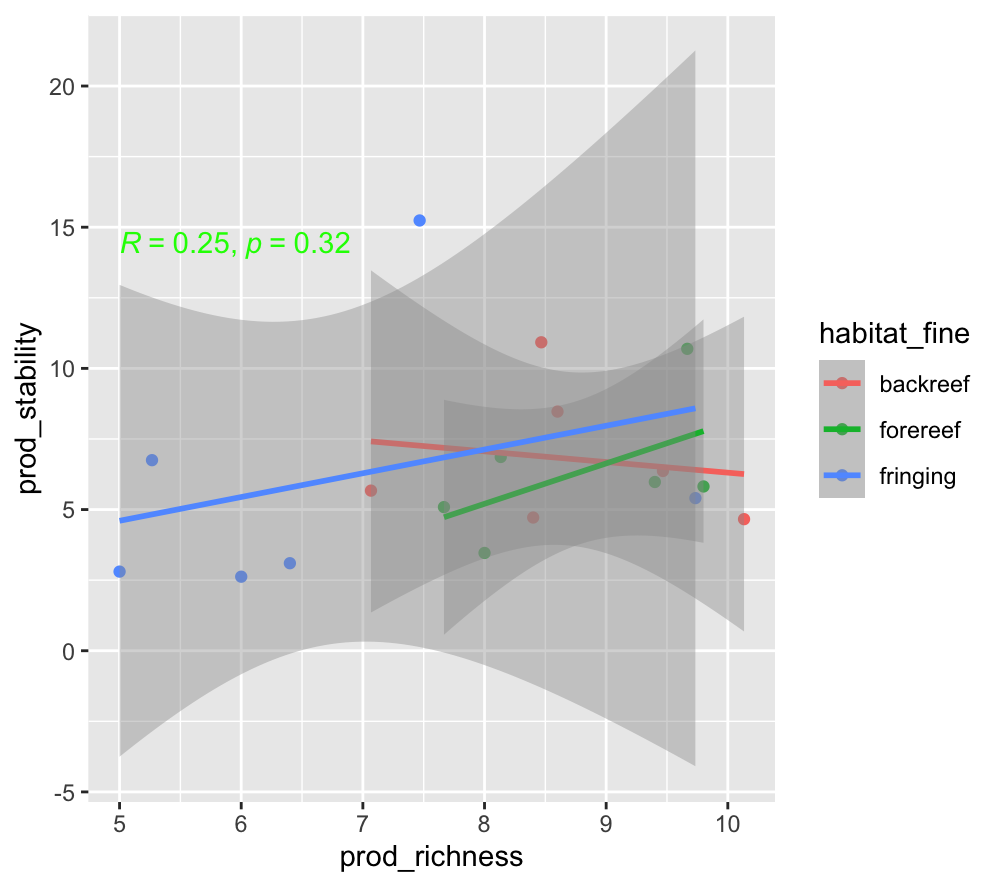 20
15
10
5
0
-5
prod_stability
R = 0.25, p = 0.32
5 6 7 8 9 10
prod_richness
habitat_fine
backreef
forereef
fringing